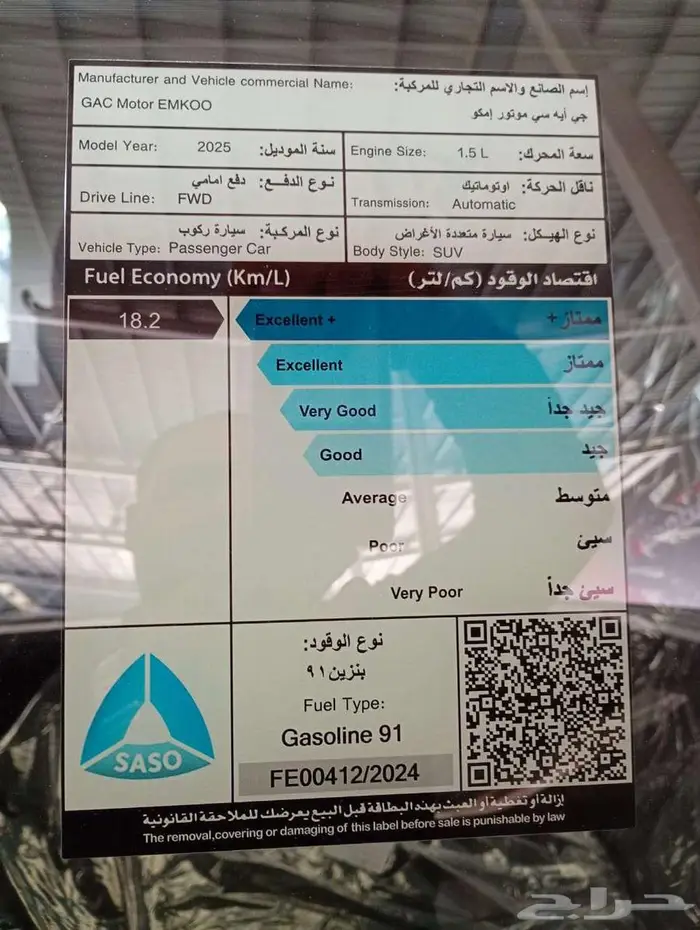 Manufacturer and Vehicle commercial Name: إسم الصانع والاسم التجاري للمركبة:
GAC Motor EMKOO
جي أيه سي موتور إمكو
Model Year: 2025 سنة الموديل:
Engine Size: 1.5 L سعة المحرك:
نوع الدفع: دفع امامي
Drive Line: FWD
ناقل الحركة: اوتوماتيك
Transmission: Automatic
نوع المركبة: سيارة ركوب
Vehicle Type: Passenger Car
نوع الهيكل: سيارة متعددة الأغراض
Body Style: SUV
Fuel Economy (Km/L) اقتصاد الوقود (كم/لتر)
18.2
Excellent + ممتاز+
Excellent ممتاز
Very Good جيد جداً
Good جيد
Average متوسط
Poor سيئ
Very Poor سيئ جداً
SASO
نوع الوقود:
بنزين ٩١
Fuel Type:
Gasoline 91
FE00412/2024
إزالة أو تغطية أو العبث بهذه البطاقة قبل البيع يعرضك للملاحقة القانونية
The removal,covering or damaging of this label before sale is punishable by law
حراج